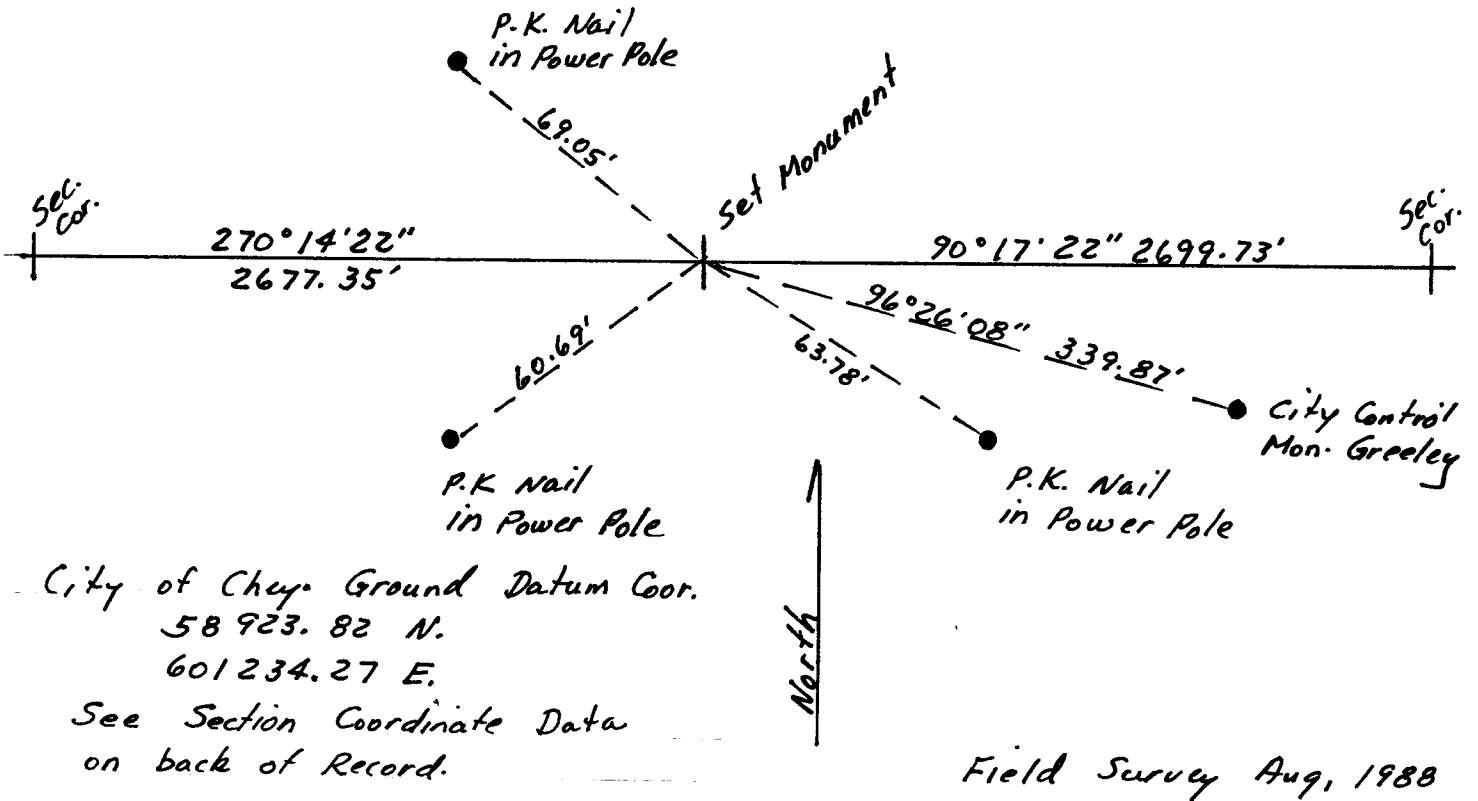 P.K. Nail
in Power Pole
69.05'
Set Monument
Sec.
Cor.
270°14'22"
2677.35'
90°17'22" 2699.73'
Sec.
Cor.
96°26'08" 339.87'
60.69'
63.78'
City Control
Mon. Greeley
P.K Nail
in Power Pole
P.K. Nail
in Power Pole
City of Chey. Ground Datum Coor.
58923.82 N.
601234.27 E.
See Section Coordinate Data
on back of Record.
North
Field Survey Aug, 1988